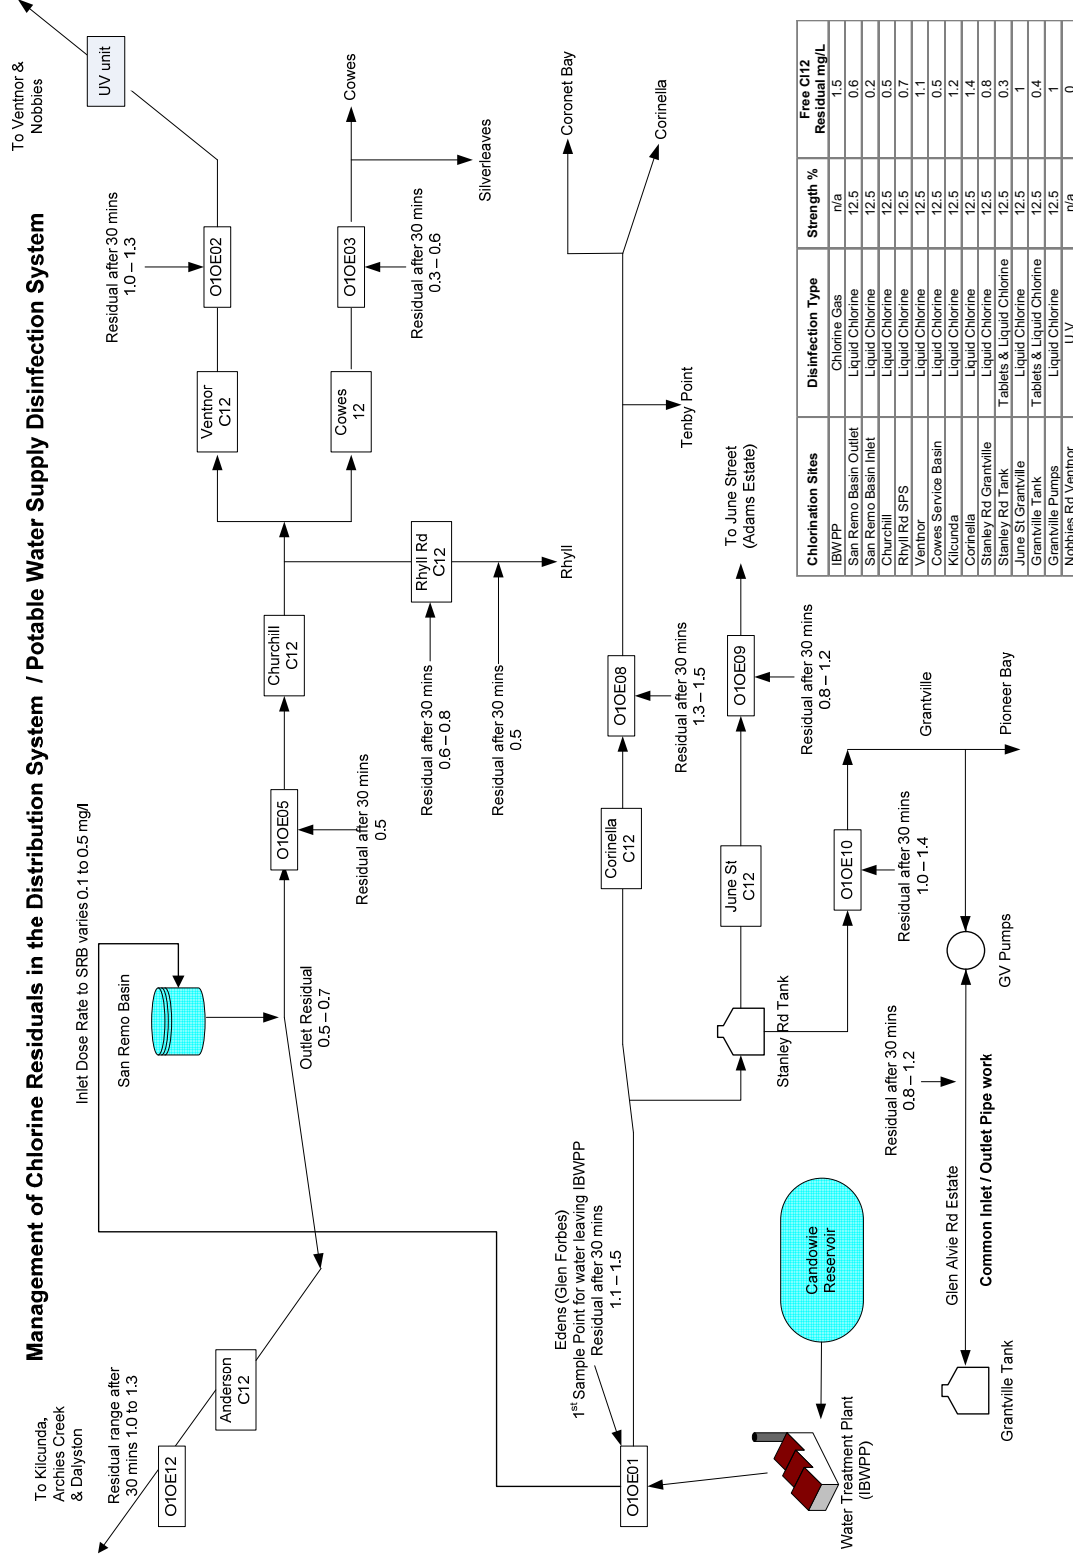 Management of Chlorine Residuals in the Distribution System / Potable Water Supply Disinfection System
To Kilcunda,
Archies Creek
& Dalyston
Residual range after
30 mins 1.0 to 1.3
O1OE12
Anderson
C12
Inlet Dose Rate to SRB varies 0.1 to 0.5 mg/l
San Remo Basin
Outlet Residual
0.5 – 0.7
O1OE05
Residual after 30 mins
0.5
Churchill
C12
Residual after 30 mins
1.0 – 1.3
Ventnor
C12
O1OE02
To Ventnor &
Nobbies
UV unit
Cowes
12
O1OE03
Residual after 30 mins
0.3 – 0.6
Cowes
Silverleaves
Rhyll Rd
C12
Residual after 30 mins
0.6 – 0.8
Residual after 30 mins
0.5
Rhyll
Edens (Glen Forbes)
1st Sample Point for water leaving IBWPP
Residual after 30 mins
1.1 – 1.5
O1OE01
Corinella
C12
O1OE08
Residual after 30 mins
1.3 – 1.5
Tenby Point
Coronet Bay
Corinella
Water Treatment Plant
(IBWPP)
Candowie
Reservoir
Stanley Rd Tank
June St
C12
O1OE09
Residual after 30 mins
0.8 – 1.2
To June Street
(Adams Estate)
O1OE10
Residual after 30 mins
1.0 – 1.4
Grantville
Pioneer Bay
GV Pumps
Residual after 30 mins
0.8 – 1.2
Glen Alvie Rd Estate
Common Inlet / Outlet Pipe work
Grantville Tank
Chlorination Sites Disinfection Type Strength % Free Cl12 Residual mg/L
IBWPP Chlorine Gas n/a 1.5
San Remo Basin Outlet Liquid Chlorine 12.5 0.6
San Remo Basin Inlet Liquid Chlorine 12.5 0.2
Churchill Liquid Chlorine 12.5 0.5
Rhyll Rd SPS Liquid Chlorine 12.5 0.7
Ventnor Liquid Chlorine 12.5 1.1
Cowes Service Basin Liquid Chlorine 12.5 0.5
Kilcunda Liquid Chlorine 12.5 1.2
Corinella Liquid Chlorine 12.5 1.4
Stanley Rd Grantville Liquid Chlorine 12.5 0.8
Stanley Rd Tank Tablets & Liquid Chlorine 12.5 0.3
June St Grantville Liquid Chlorine 12.5 1
Grantville Tank Tablets & Liquid Chlorine 12.5 0.4
Grantville Pumps Liquid Chlorine 12.5 1
Nobbies Rd Ventnor U.V n/a 0